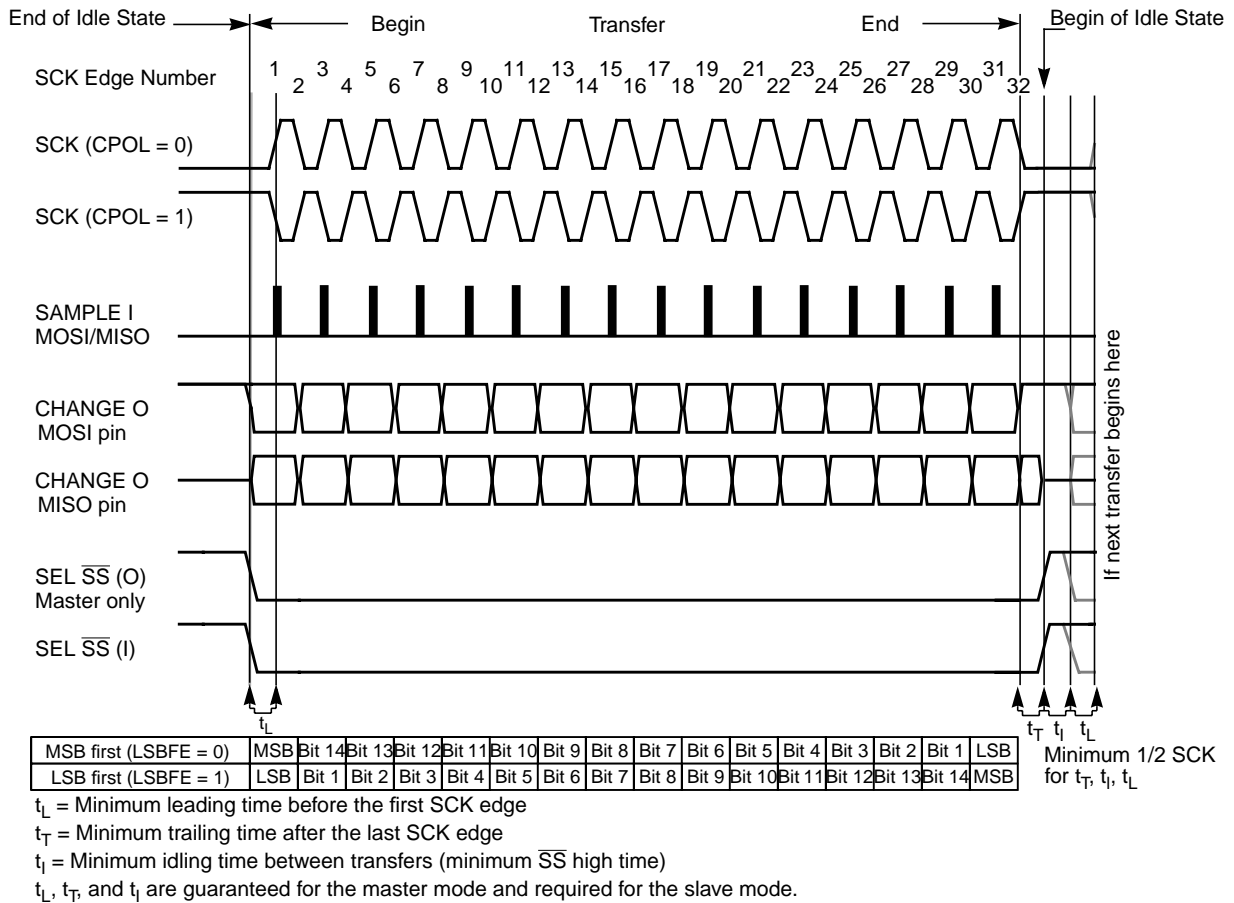 End of Idle State
Begin
Transfer
End
Begin of Idle State
SCK Edge Number
1 3 5 7 9 11 13 15 17 19 21 23 25 27 29 31
2 4 6 8 10 12 14 16 18 20 22 24 26 28 30 32
SCK (CPOL = 0)
SCK (CPOL = 1)
SAMPLE I
MOSI/MISO
CHANGE O
MOSI pin
CHANGE O
MISO pin
SEL S̅S̅ (O)
Master only
SEL S̅S̅ (I)
If next transfer begins here
tL
tT tI tL
MSB first (LSBFE = 0) MSB Bit 14 Bit 13 Bit 12 Bit 11 Bit 10 Bit 9 Bit 8 Bit 7 Bit 6 Bit 5 Bit 4 Bit 3 Bit 2 Bit 1 LSB
LSB first (LSBFE = 1) LSB Bit 1 Bit 2 Bit 3 Bit 4 Bit 5 Bit 6 Bit 7 Bit 8 Bit 9 Bit 10 Bit 11 Bit 12 Bit 13 Bit 14 MSB
Minimum 1/2 SCK
for tT, tI, tL
tL = Minimum leading time before the first SCK edge
tT = Minimum trailing time after the last SCK edge
tI = Minimum idling time between transfers (minimum S̅S̅ high time)
tL, tT, and tI are guaranteed for the master mode and required for the slave mode.